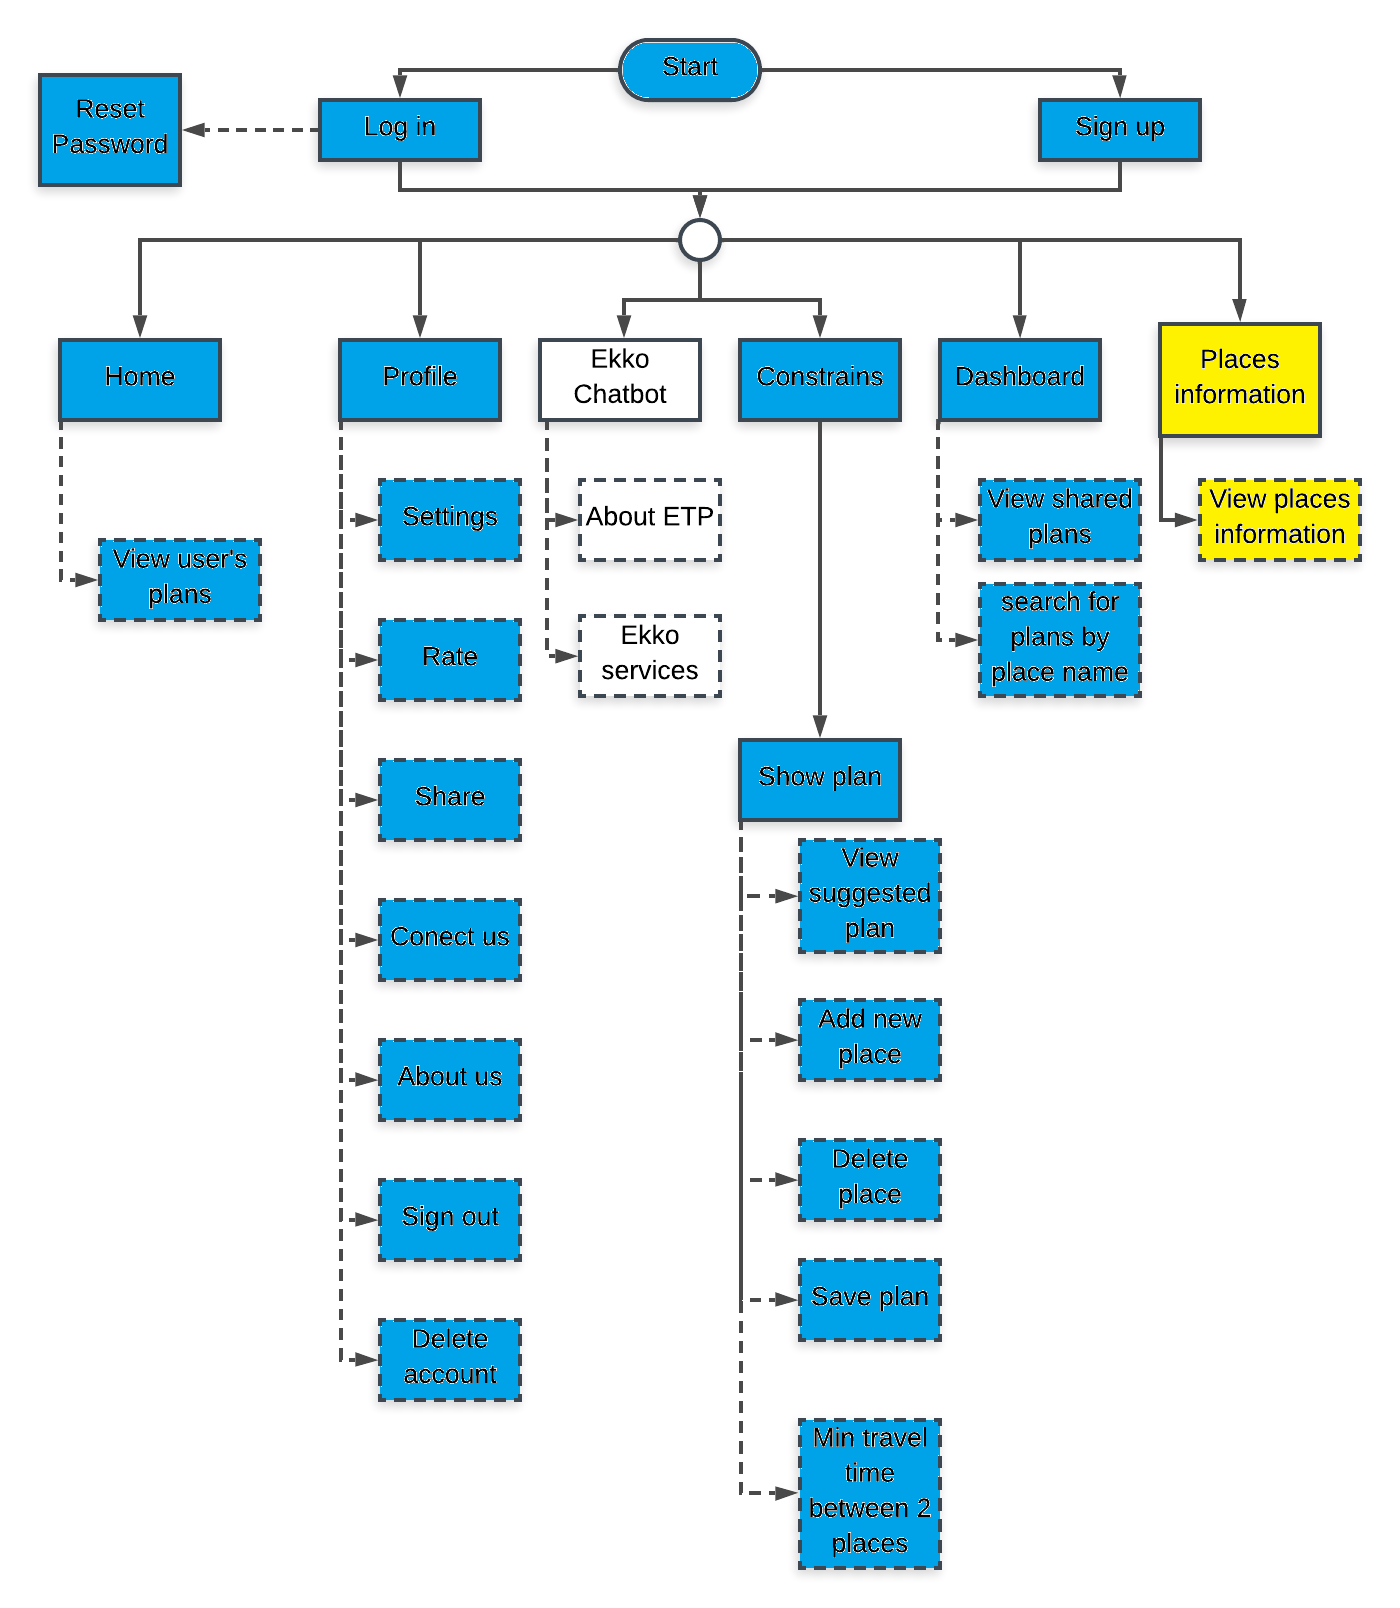 Start
Reset
Password
Log in
Sign up
Home
Profile
Ekko
Chatbot
Constrains
Dashboard
Places
information
View user's
plans
Settings
Rate
Share
Conect us
About us
Sign out
Delete
account
About ETP
Ekko
services
Show plan
View
suggested
plan
Add new
place
Delete
place
Save plan
Min travel
time
between 2
places
View shared
plans
search for
plans by
place name
View places
information